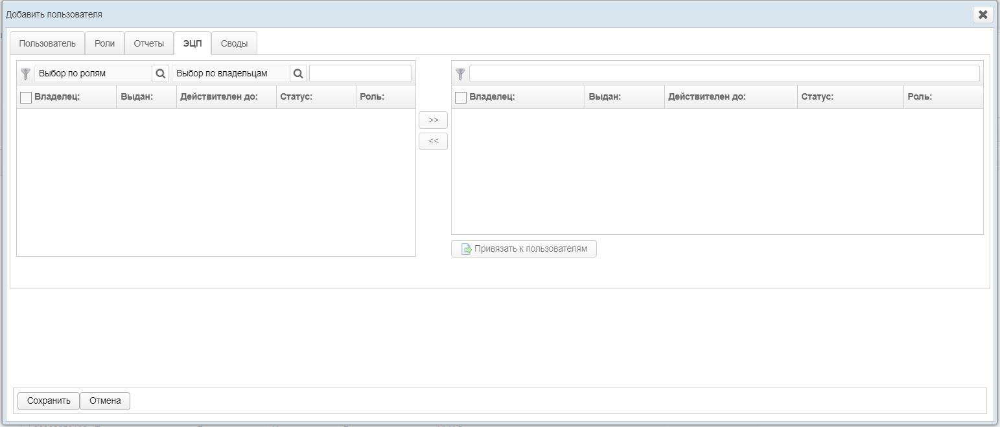 Добавить пользователя
Пользователь Роли Отчеты ЭЦП Своды
Выбор по ролям Выбор по владельцам
Владелец: Выдан: Действителен до: Статус: Роль:
Владелец: Выдан: Действителен до: Статус: Роль:
>>
<<
Привязать к пользователям
Сохранить Отмена